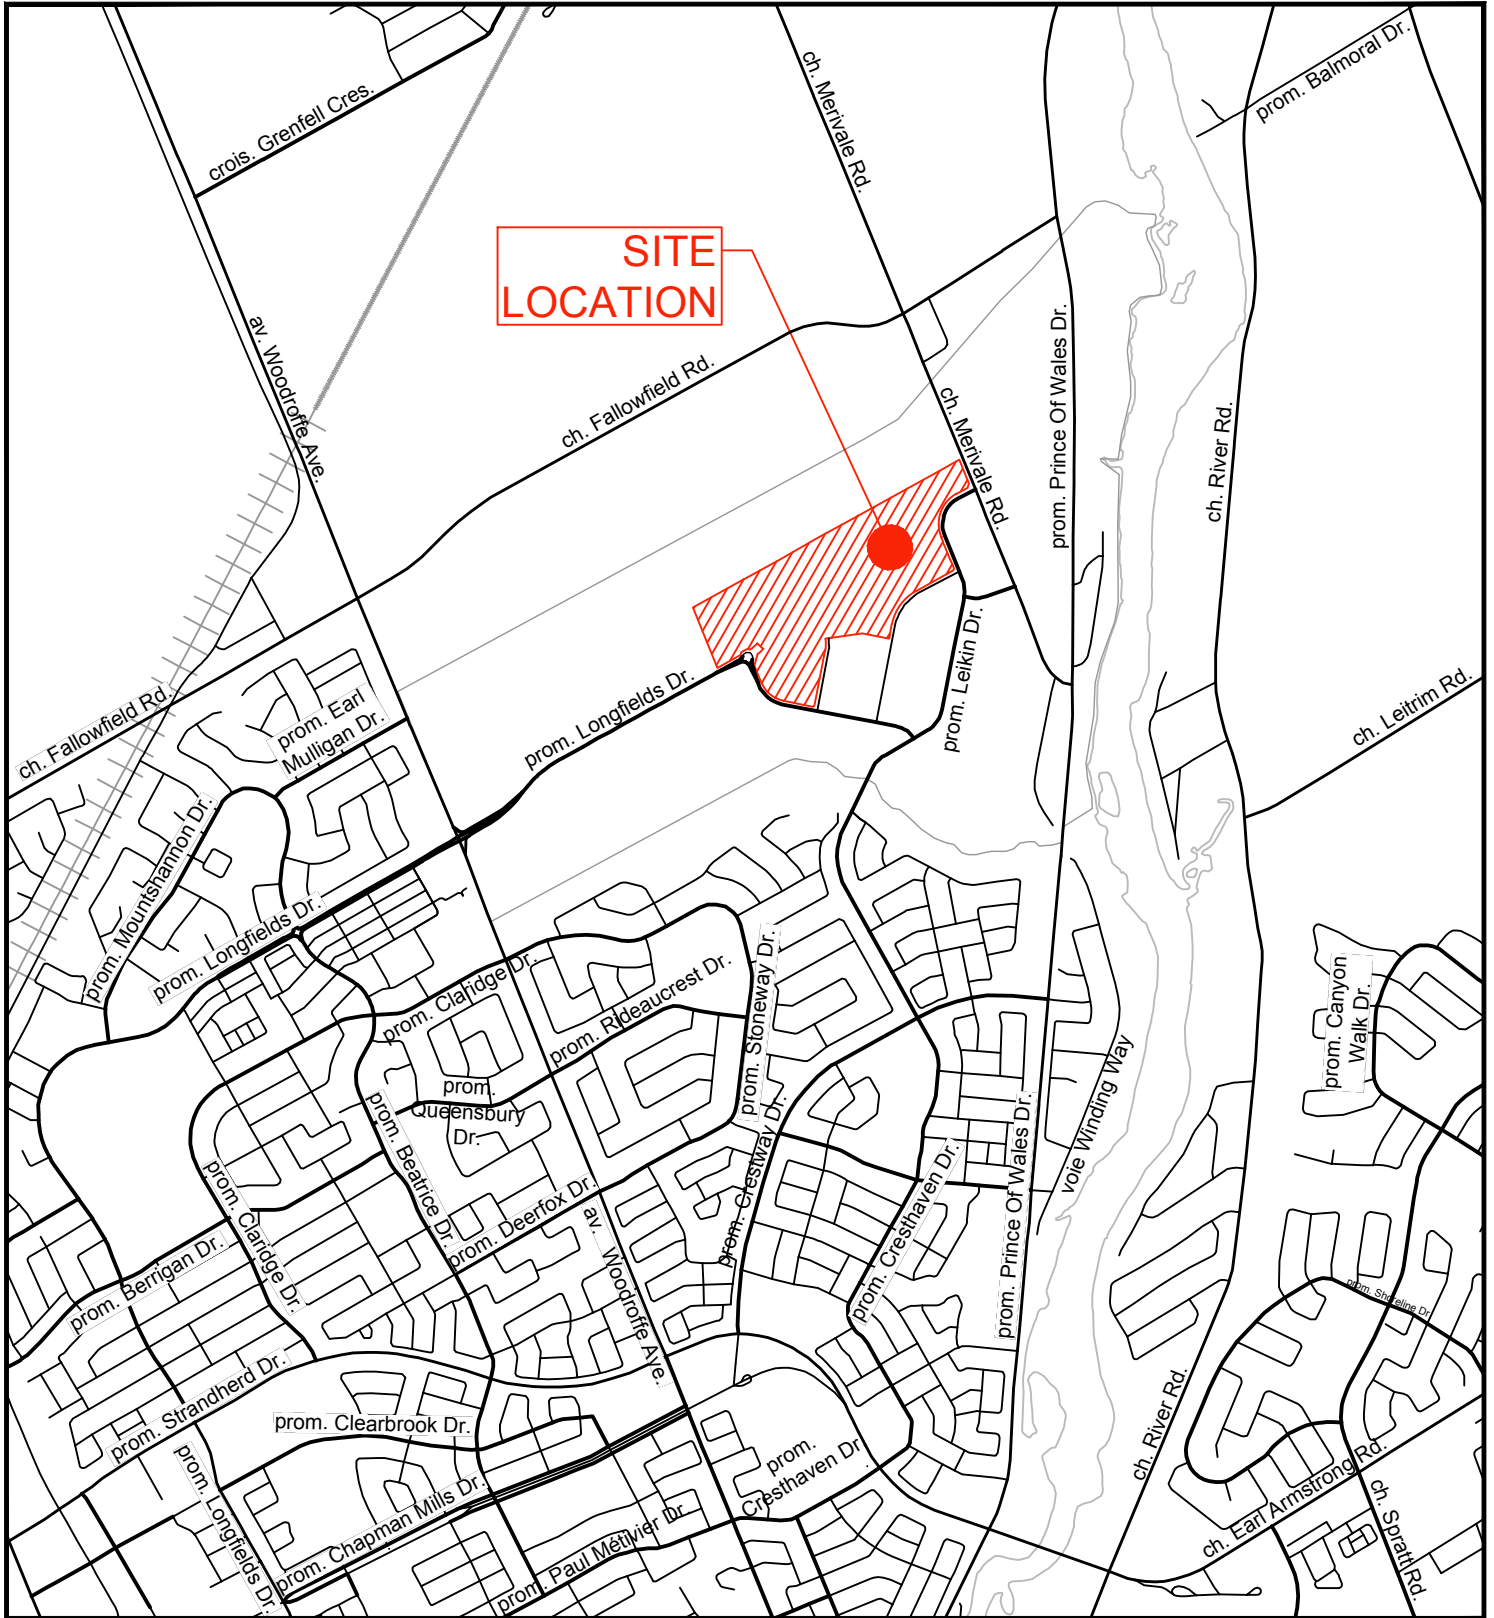 ch. Merivale Rd.
prom. Balmoral Dr.
crois. Grenfell Cres.
SITE
LOCATION
av. Woodroffe Ave.
ch. Fallowfield Rd.
prom. Prince Of Wales Dr.
ch. Merivale Rd.
ch. River Rd.
prom. Leikin Dr.
prom. Longfields Dr.
ch. Fallowfield Rd.
prom. Earl
Mulligan Dr.
ch. Leitrim Rd.
prom. Mountshannon Dr.
prom. Longfields Dr.
prom. Claridge Dr.
prom. Rideaucrest Dr.
prom. Stoneway Dr.
prom. Canyon
Walk Dr.
prom.
Queensbury
Dr.
prom. Beatrice Dr.
prom. Crestway Dr.
voie Winding Way
prom. Prince Of Wales Dr.
prom. Claridge Dr.
prom. Deerfox Dr.
prom. Cresthaven Dr.
av. Woodroffe Ave.
prom. Berrigan Dr.
prom. Shoreline Dr.
prom. Strandherd Dr.
prom. Clearbrook Dr.
ch. River Rd.
prom.
Cresthaven Dr.
prom. Longfields Dr.
prom. Chapman Mills Dr.
prom. Paul Métivier Dr.
ch. Earl Armstrong Rd.
ch. Spratt Rd.